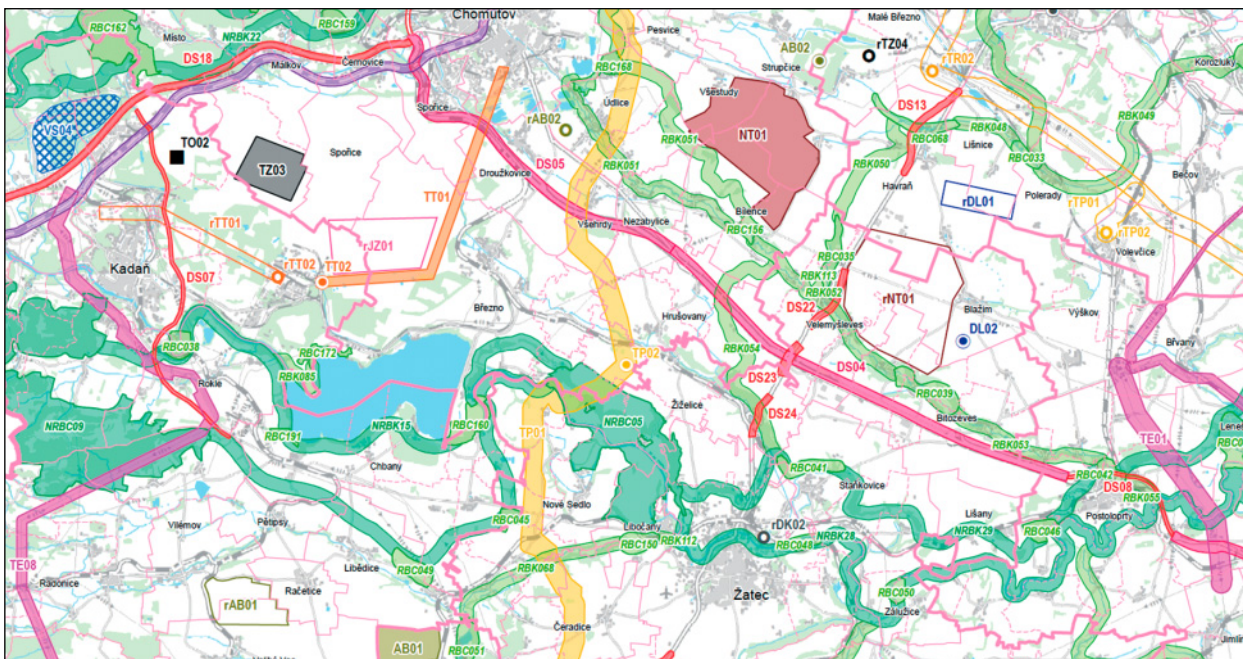 Chomutov
Pesvice
Malé Březno
RBC162
Místo
NRBK22
RBC159
DS18
Málkov
Černovice
AB02
rTZ04
Strupčice
rTR02
Korozluky
RBC168
Všestudy
Údlice
VS04
Spořice
rAB02
NT01
DS13
RBK049
TO02
RBK048
RBC068
TZ03
Spořice
DS05
RBK051
RBK051
RBK050
Lišnice
RBC033
Droužkovice
Havraň
Bečov
TT01
Polerady
rDL01
rTP01
Bílence
rTT01
Všehrdy
Nezabylice
RBC156
rTP02
Volevčice
rJZ01
RBC035
Kadaň
rTT02
TT02
RBK113
RBK052
rNT01
DS07
DS22
Březno
Hrušovany
Velemyšleves
Blažim
Výškov
DL02
Břvany
RBC038
RBC172
RBK054
TP02
DS04
RBK085
Rokle
DS23
RBC039
Žiželice
NRBC09
DS24
NRBC05
RBC160
Bitozeves
RBC191
NRBK15
TP01
RBK053
TE01
Chbany
RBC041
Staňkovice
RBC042
DS08
RBK055
Nové Sedlo
Vilémov
Pětipsy
RBC045
Libočany
rDK02
Lišany
Postoloprty
RBC150
RBK112
RBC048
NRBK28
NRBK29
RBC046
TE08
Radonice
Libědice
RBC049
RBK068
Žatec
rAB01
Račetice
RBC050
Zálužice
Čeradice
AB01
RBC051